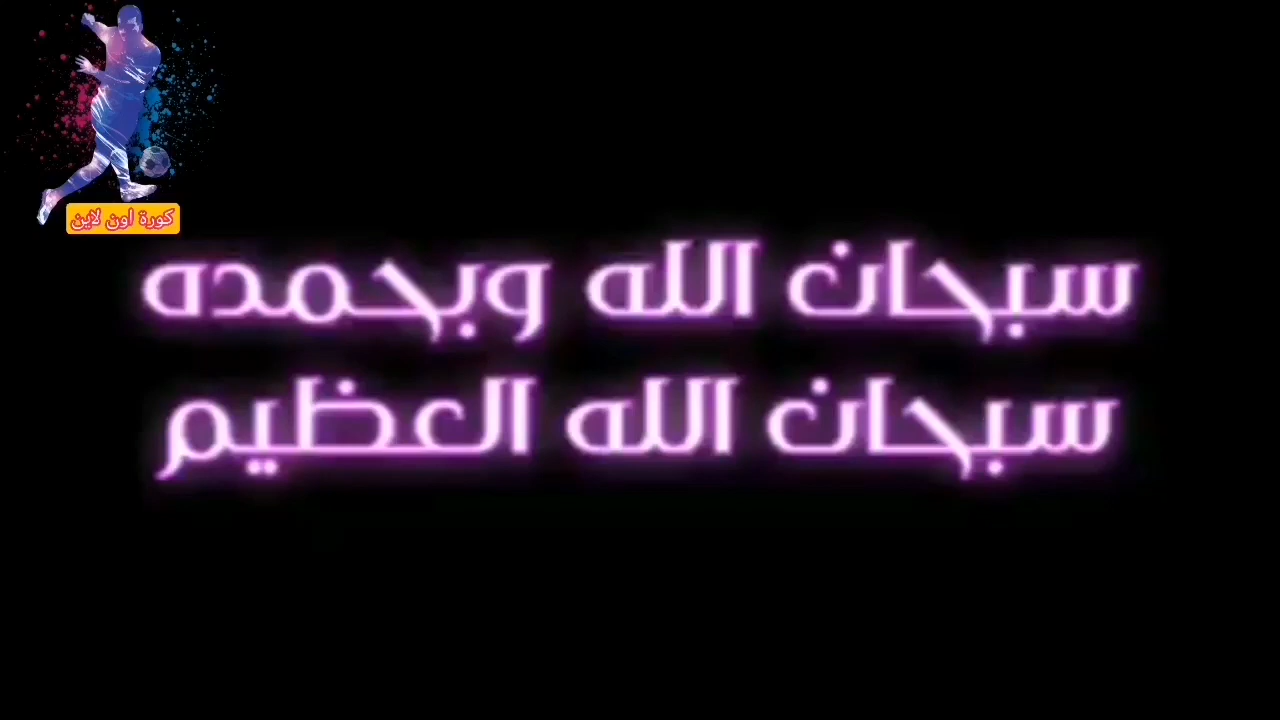 كورة اون لاين
سبحان الله وبحمده
سبحان الله العظيم